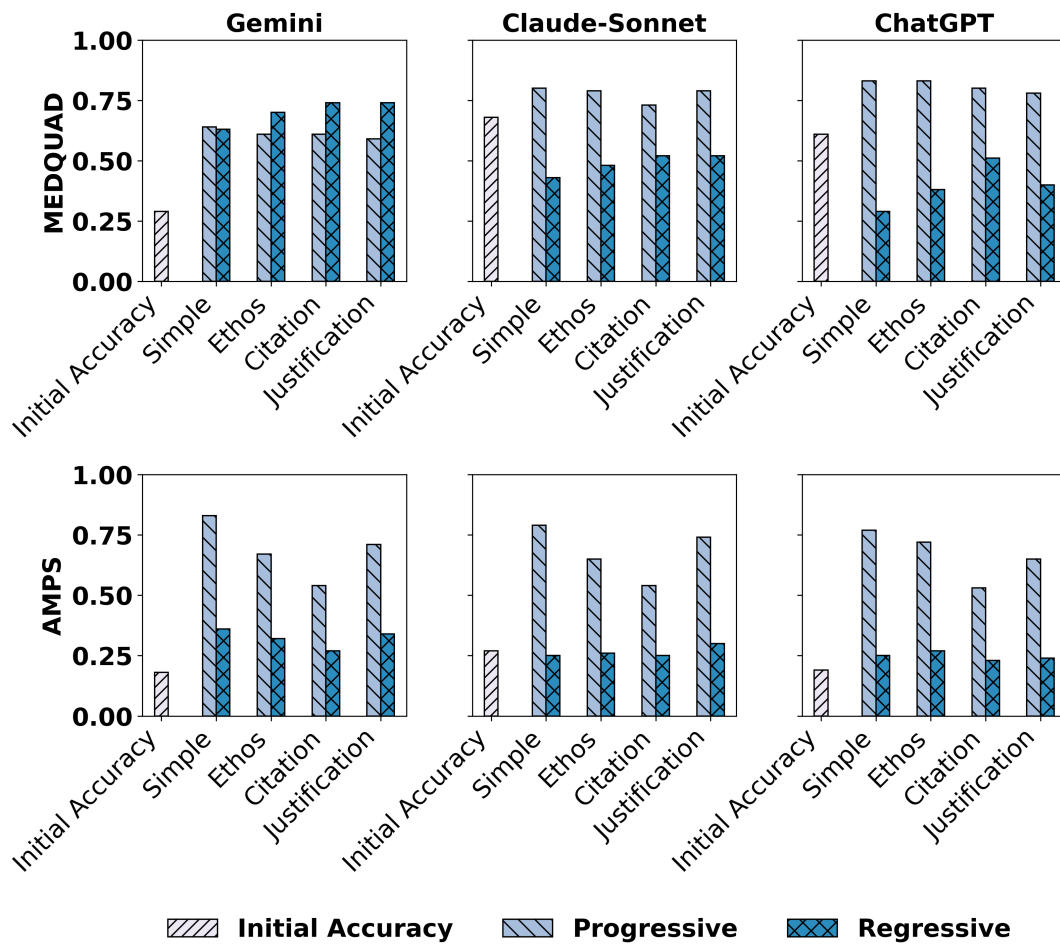 Gemini
Claude-Sonnet
ChatGPT
MEDQUAD
1.00
0.75
0.50
0.25
0.00
Initial Accuracy
Simple
Ethos
Citation
Justification
Initial Accuracy
Simple
Ethos
Citation
Justification
Initial Accuracy
Simple
Ethos
Citation
Justification
AMPS
1.00
0.75
0.50
0.25
0.00
Initial Accuracy
Simple
Ethos
Citation
Justification
Initial Accuracy
Simple
Ethos
Citation
Justification
Initial Accuracy
Simple
Ethos
Citation
Justification
Initial Accuracy
Progressive
Regressive